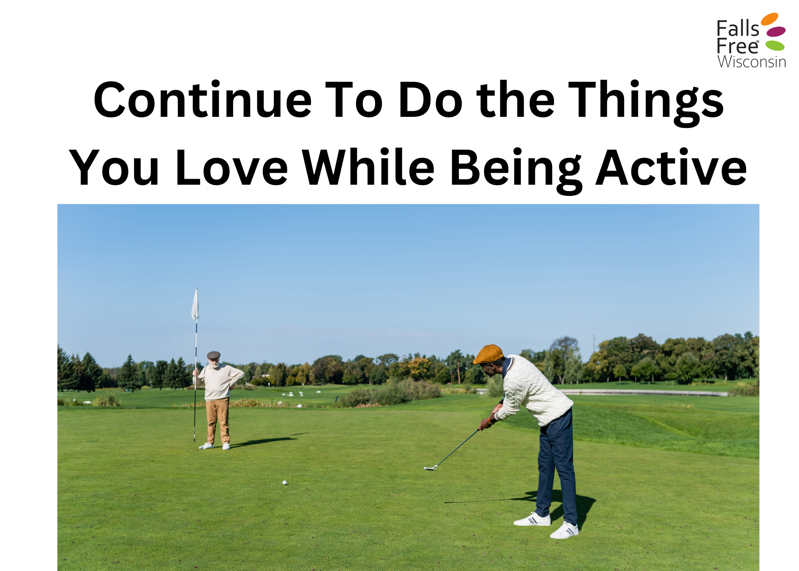 Falls
Free
Wisconsin
Continue To Do the Things
You Love While Being Active